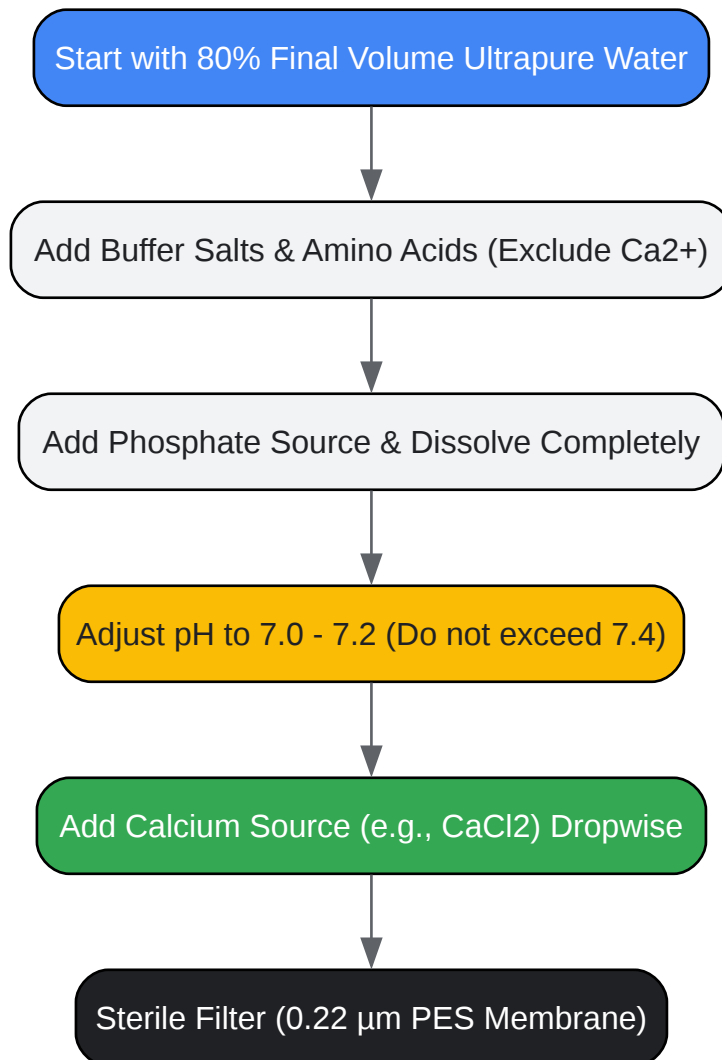 Start with 80% Final Volume Ultrapure Water
Add Buffer Salts & Amino Acids (Exclude Ca2+)
Add Phosphate Source & Dissolve Completely
Adjust pH to 7.0 - 7.2 (Do not exceed 7.4)
Add Calcium Source (e.g., CaCl2) Dropwise
Sterile Filter (0.22 µm PES Membrane)